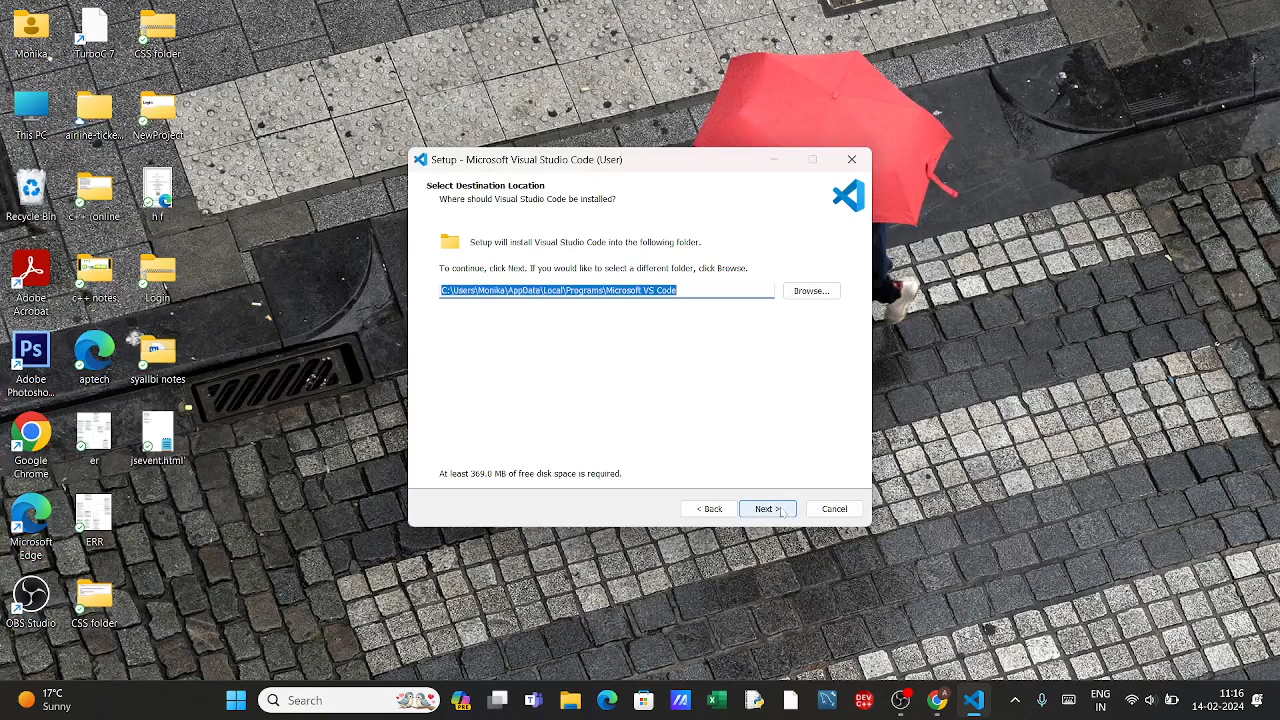 Monika
TurboC 7
CSS folder
This PC
airline-ticke...
NewProject
Recycle Bin
c++ (online
h f
Adobe
Acrobat
c++ notes
Login
Adobe
Photosho...
aptech
syallbi notes
Google
Chrome
er
jsevent.html'
Microsoft
Edge
ERR
OBS Studio
CSS folder
Setup - Microsoft Visual Studio Code (User)
Select Destination Location
Where should Visual Studio Code be installed?
Setup will install Visual Studio Code into the following folder.
To continue, click Next. If you would like to select a different folder, click Browse.
C:\Users\Monika\AppData\Local\Programs\Microsoft VS Code
Browse...
At least 369.0 MB of free disk space is required.
< Back
Next >
Cancel
17°C
Sunny
Search
PRE
DEV
C++
ENG
IN
11:16
14-02-2024